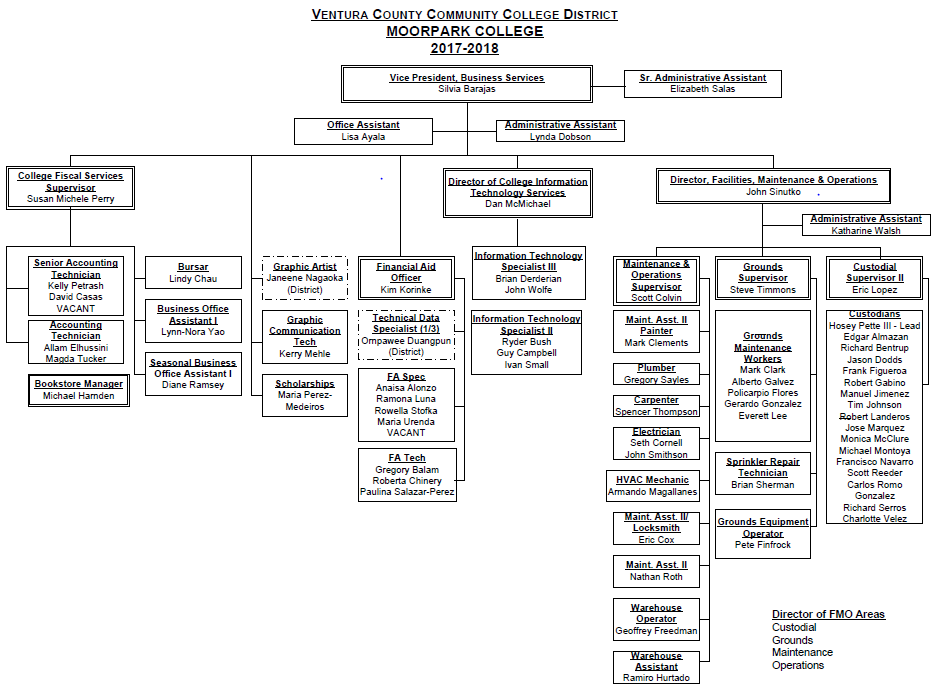 VENTURA COUNTY COMMUNITY COLLEGE DISTRICT
MOORPARK COLLEGE
2017-2018
Vice President, Business Services
Silvia Barajas
Sr. Administrative Assistant
Elizabeth Salas
Office Assistant
Lisa Ayala
Administrative Assistant
Lynda Dobson
College Fiscal Services
Supervisor
Susan Michele Perry
Director of College Information
Technology Services
Dan McMichael
Director, Facilities, Maintenance & Operations
John Sinutko
Administrative Assistant
Katharine Walsh
Senior Accounting
Technician
Kelly Petrash
David Casas
VACANT
Accounting
Technician
Allam Elhussini
Magda Tucker
Bookstore Manager
Michael Hamden
Bursar
Lindy Chau
Business Office
Assistant I
Lynn-Nora Yao
Seasonal Business
Office Assistant I
Diane Ramsey
Graphic Artist
Janeene Nagaoka
(District)
Graphic
Communication
Tech
Kerry Mehle
Scholarships
Maria Perez-
Medeiros
Financial Aid
Officer
Kim Korinke
Technical Data
Specialist (1/3)
Ompawee Duangpun
(District)
FA Spec
Anaisa Alonzo
Ramona Luna
Rowella Stofka
Maria Urenda
VACANT
FA Tech
Gregory Balam
Roberta Chinery
Paulina Salazar-Perez
Information Technology
Specialist III
Brian Derderian
John Wolfe
Information Technology
Specialist II
Ryder Bush
Guy Campbell
Ivan Small
Maintenance &
Operations
Supervisor
Scott Colvin
Maint. Asst. II
Painter
Mark Clements
Plumber
Gregory Sayles
Carpenter
Spencer Thompson
Electrician
Seth Cornell
John Smithson
HVAC Mechanic
Armando Magallanes
Maint. Asst. II/
Locksmith
Eric Cox
Maint. Asst. II
Nathan Roth
Warehouse
Operator
Geoffrey Freedman
Warehouse
Assistant
Ramiro Hurtado
Grounds
Supervisor
Steve Timmons
Grounds
Maintenance
Workers
Mark Clark
Alberto Galvez
Policarpio Flores
Gerardo Gonzalez
Everett Lee
Sprinkler Repair
Technician
Brian Sherman
Grounds Equipment
Operator
Pete Finfrock
Custodial
Supervisor II
Eric Lopez
Custodians
Hosey Pette III - Lead
Edgar Almazan
Richard Bentrup
Jason Dodds
Frank Figueroa
Robert Gabino
Manuel Jimenez
Tim Johnson
Robert Landeros
Jose Marquez
Monica McClure
Michael Montoya
Francisco Navarro
Scott Reeder
Carlos Romo
Gonzalez
Richard Serros
Charlotte Velez
Director of FMO Areas
Custodial
Grounds
Maintenance
Operations